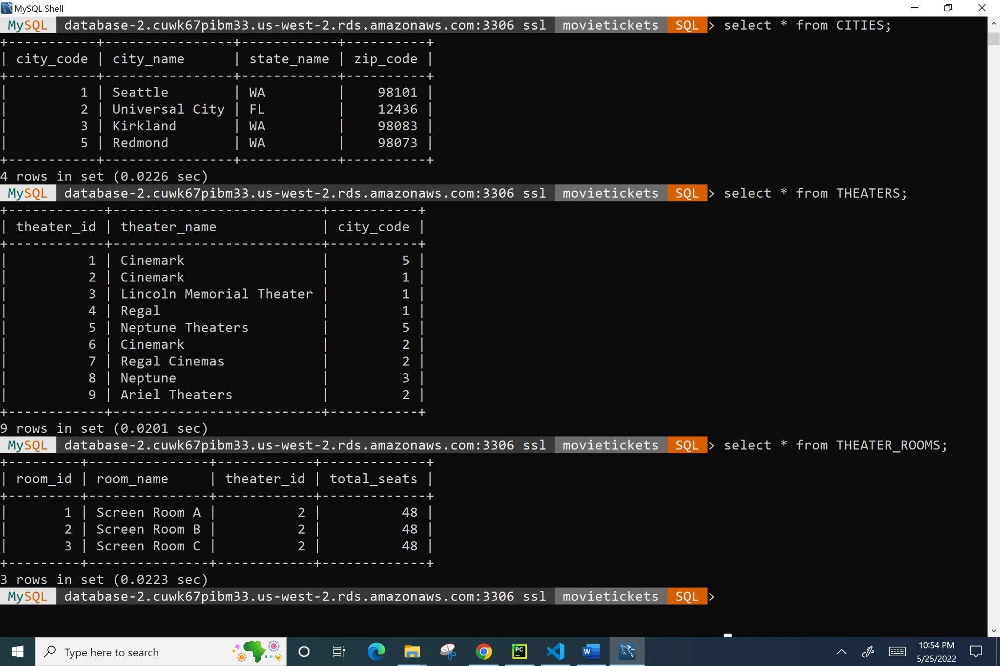 MySQL Shell
MySQL database-2.cuwk67pibm33.us-west-2.rds.amazonaws.com:3306 ssl movietickets SQL > select * from CITIES;
+-----------+----------------+------------+----------+
| city_code | city_name      | state_name | zip_code |
+-----------+----------------+------------+----------+
|         1 | Seattle        | WA         |    98101 |
|         2 | Universal City | FL         |    12436 |
|         3 | Kirkland       | WA         |    98083 |
|         5 | Redmond        | WA         |    98073 |
+-----------+----------------+------------+----------+
4 rows in set (0.0226 sec)
MySQL database-2.cuwk67pibm33.us-west-2.rds.amazonaws.com:3306 ssl movietickets SQL > select * from THEATERS;
+------------+--------------------------+-----------+
| theater_id | theater_name             | city_code |
+------------+--------------------------+-----------+
|          1 | Cinemark                 |         5 |
|          2 | Cinemark                 |         1 |
|          3 | Lincoln Memorial Theater |         1 |
|          4 | Regal                    |         1 |
|          5 | Neptune Theaters         |         5 |
|          6 | Cinemark                 |         2 |
|          7 | Regal Cinemas            |         2 |
|          8 | Neptune                  |         3 |
|          9 | Ariel Theaters           |         2 |
+------------+--------------------------+-----------+
9 rows in set (0.0201 sec)
MySQL database-2.cuwk67pibm33.us-west-2.rds.amazonaws.com:3306 ssl movietickets SQL > select * from THEATER_ROOMS;
+---------+---------------+------------+-------------+
| room_id | room_name     | theater_id | total_seats |
+---------+---------------+------------+-------------+
|       1 | Screen Room A |          2 |          48 |
|       2 | Screen Room B |          2 |          48 |
|       3 | Screen Room C |          2 |          48 |
+---------+---------------+------------+-------------+
3 rows in set (0.0223 sec)
MySQL database-2.cuwk67pibm33.us-west-2.rds.amazonaws.com:3306 ssl movietickets SQL >
Type here to search
PC
W
10:54 PM
5/25/2022